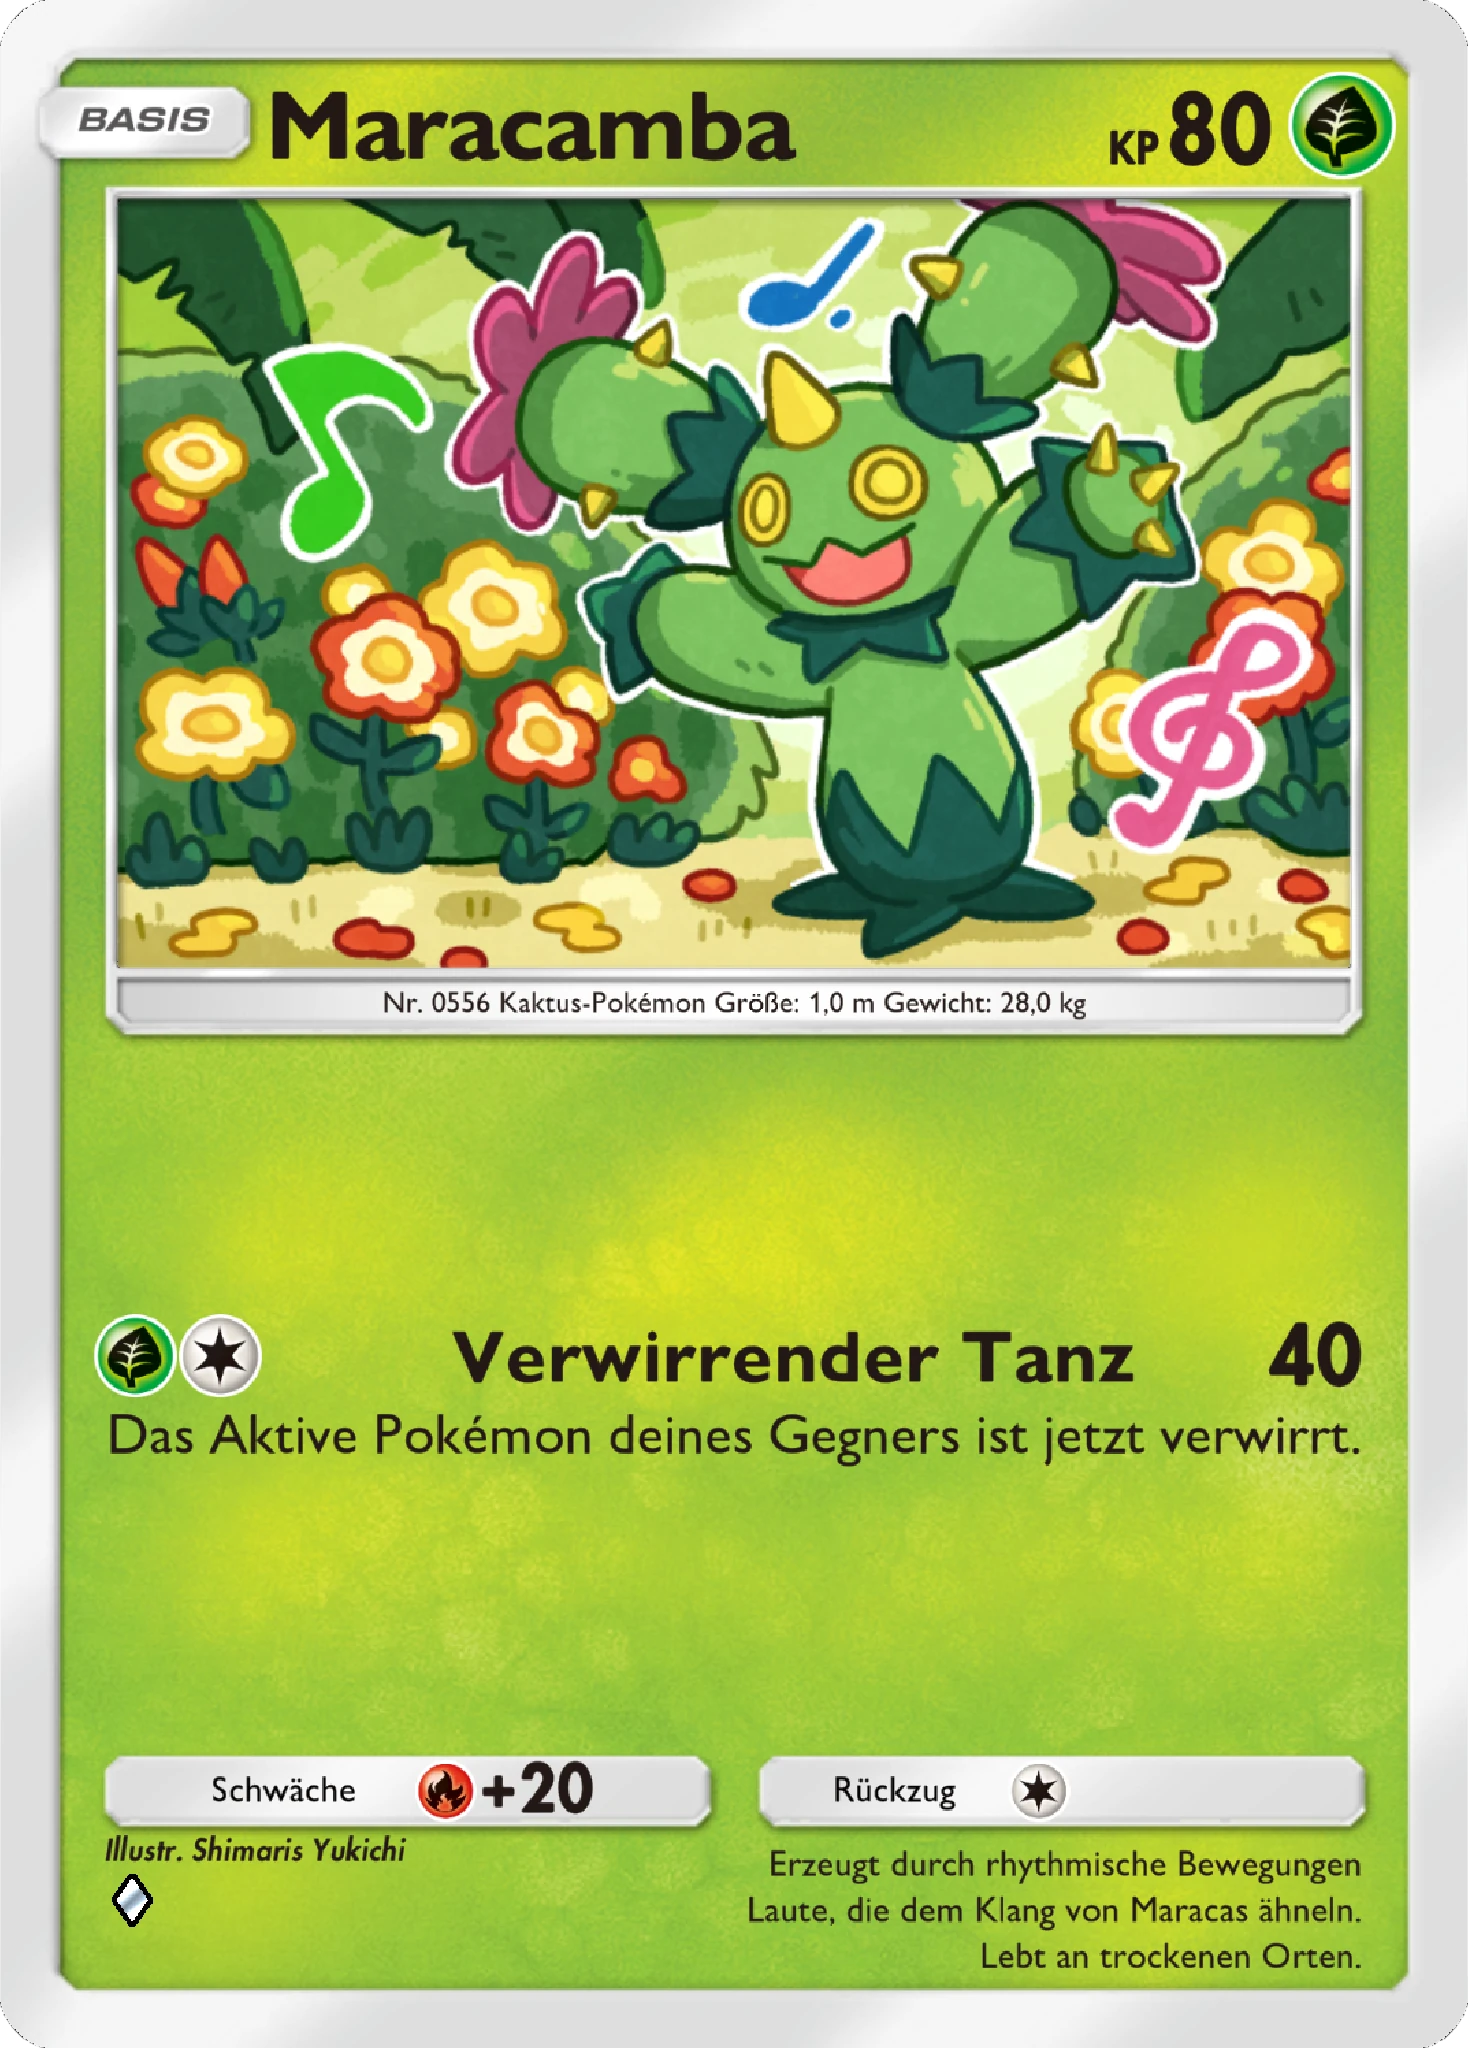 BASIS Maracamba KP 80
Nr. 0556 Kaktus-Pokémon Größe: 1,0 m Gewicht: 28,0 kg
Verwirrender Tanz 40
Das Aktive Pokémon deines Gegners ist jetzt verwirrt.
Schwäche +20 Rückzug
Illustr. Shimaris Yukichi
Erzeugt durch rhythmische Bewegungen
Laute, die dem Klang von Maracas ähneln.
Lebt an trockenen Orten.